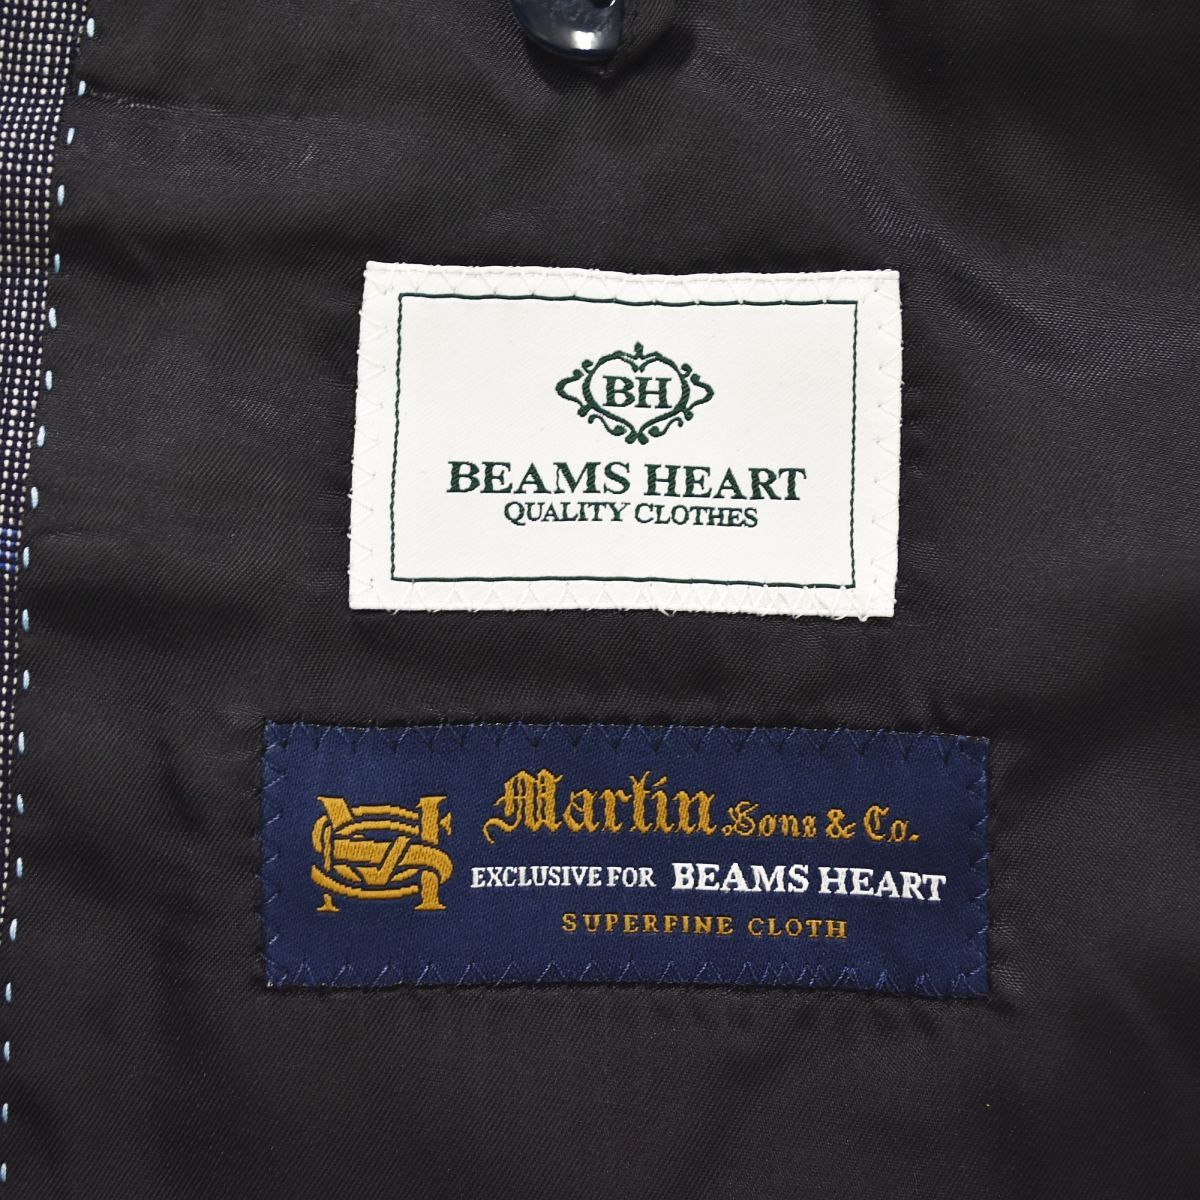 BH
BEAMS HEART
QUALITY CLOTHES
Martin Sons & Co.
EXCLUSIVE FOR BEAMS HEART
SUPERFINE CLOTH